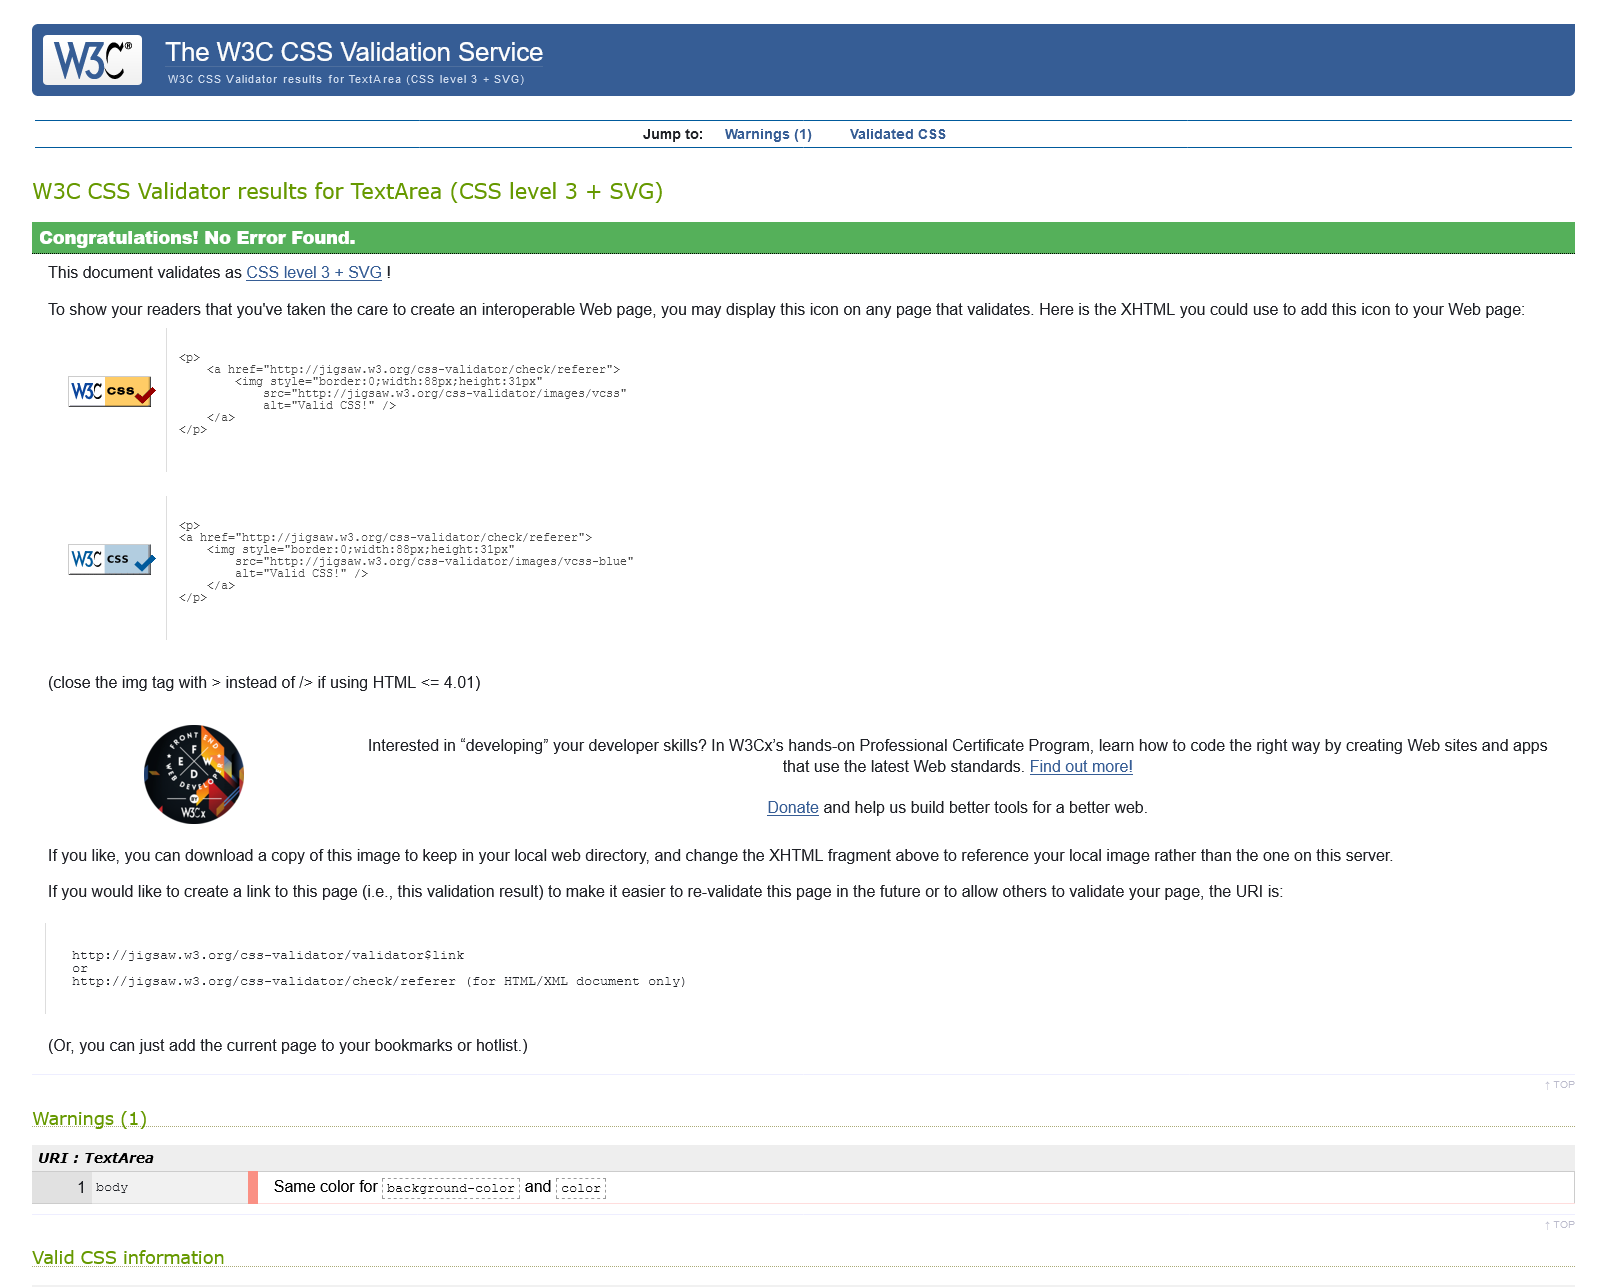 W3C®
The W3C CSS Validation Service
W3C CSS Validator results for TextArea (CSS level 3 + SVG)
Jump to: Warnings (1) Validated CSS
W3C CSS Validator results for TextArea (CSS level 3 + SVG)
Congratulations! No Error Found.
This document validates as CSS level 3 + SVG !
To show your readers that you've taken the care to create an interoperable Web page, you may display this icon on any page that validates. Here is the XHTML you could use to add this icon to your Web page:
W3C css
<p>
<a href="http://jigsaw.w3.org/css-validator/check/referer">
<img style="border:0;width:88px;height:31px"
src="http://jigsaw.w3.org/css-validator/images/vcss"
alt="Valid CSS!" />
</a>
</p>
W3C css
<p>
<a href="http://jigsaw.w3.org/css-validator/check/referer">
<img style="border:0;width:88px;height:31px"
src="http://jigsaw.w3.org/css-validator/images/vcss-blue"
alt="Valid CSS!" />
</a>
</p>
(close the img tag with > instead of /> if using HTML <= 4.01)
FRONT END
F E W D
WEB DEVELOPER
BY
W3Cx
Interested in “developing” your developer skills? In W3Cx’s hands-on Professional Certificate Program, learn how to code the right way by creating Web sites and apps
that use the latest Web standards. Find out more!
Donate and help us build better tools for a better web.
If you like, you can download a copy of this image to keep in your local web directory, and change the XHTML fragment above to reference your local image rather than the one on this server.
If you would like to create a link to this page (i.e., this validation result) to make it easier to re-validate this page in the future or to allow others to validate your page, the URI is:
http://jigsaw.w3.org/css-validator/validator$link
or
http://jigsaw.w3.org/css-validator/check/referer (for HTML/XML document only)
(Or, you can just add the current page to your bookmarks or hotlist.)
↑ TOP
Warnings (1)
URI : TextArea
1 body Same color for background-color and color
↑ TOP
Valid CSS information